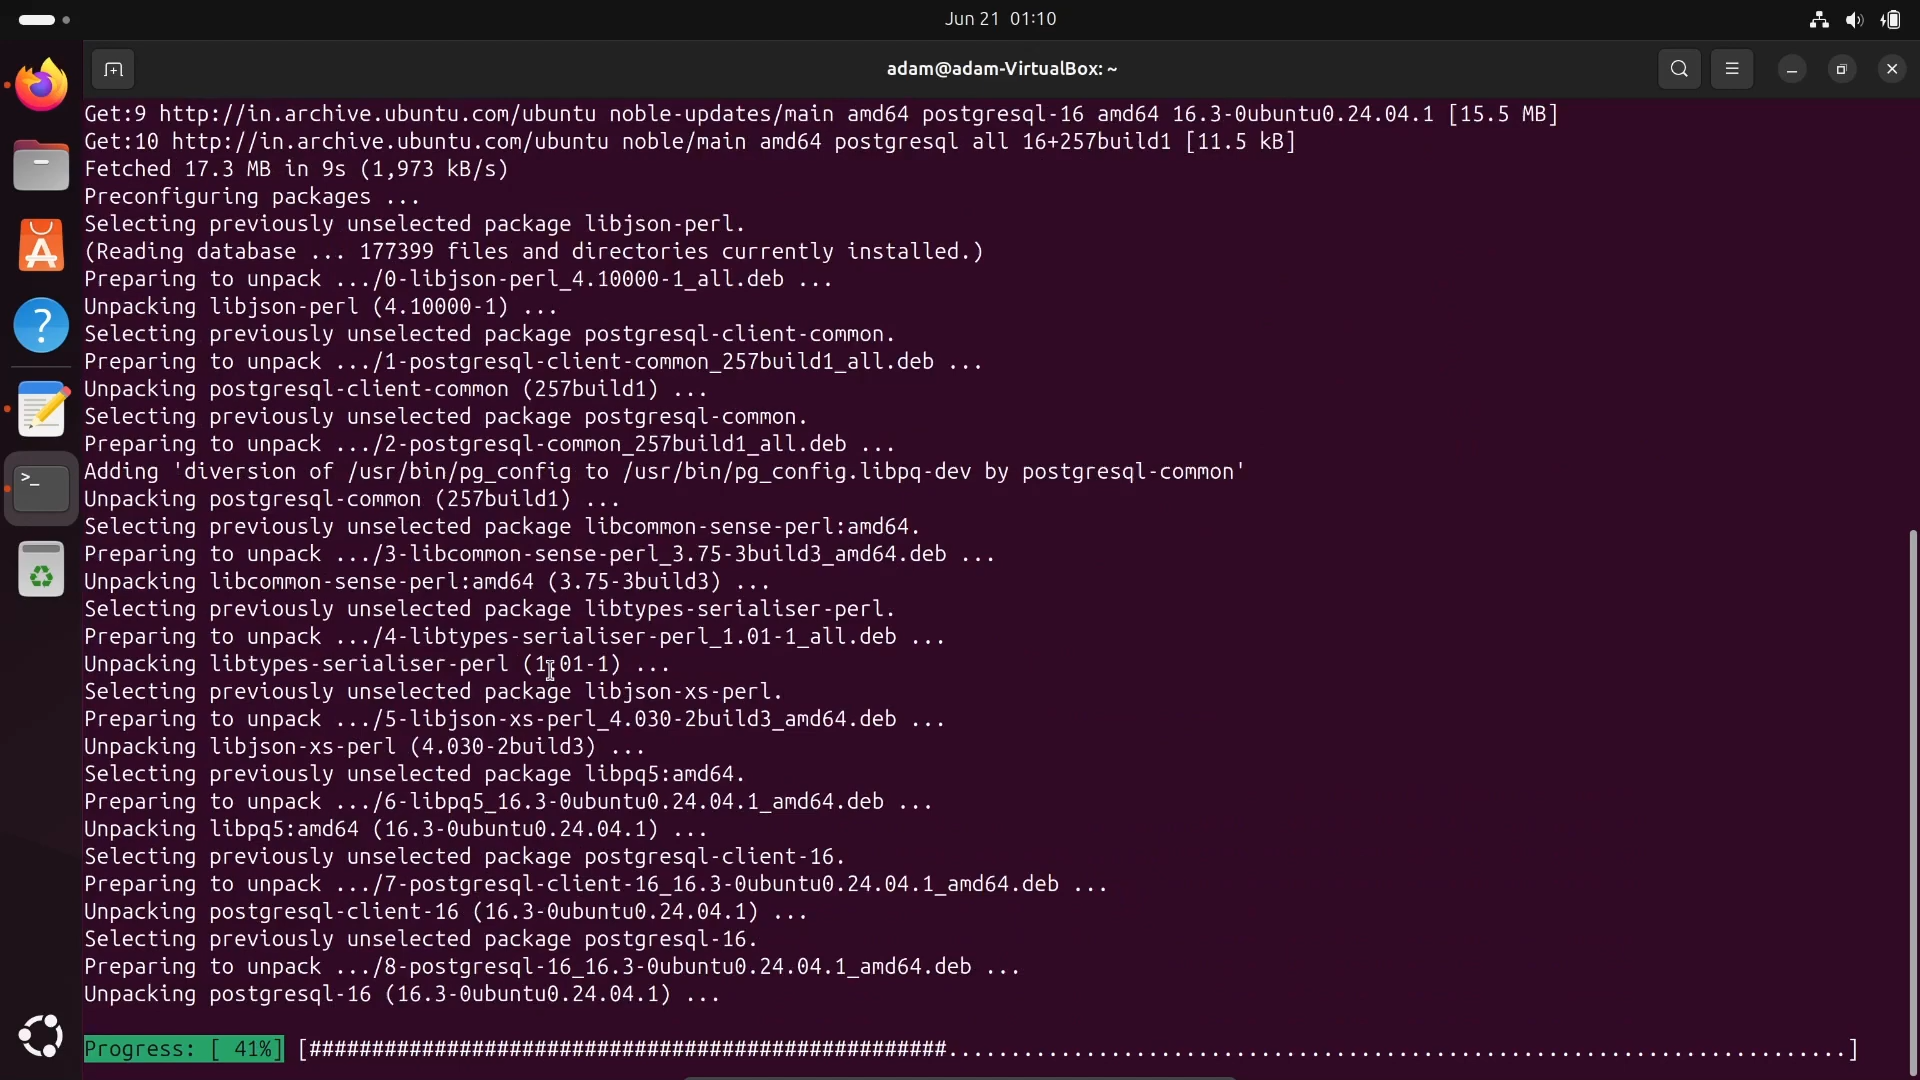 Jun 21 01:10
adam@adam-VirtualBox: ~
Get:9 http://in.archive.ubuntu.com/ubuntu noble-updates/main amd64 postgresql-16 amd64 16.3-0ubuntu0.24.04.1 [15.5 MB]
Get:10 http://in.archive.ubuntu.com/ubuntu noble/main amd64 postgresql all 16+257build1 [11.5 kB]
Fetched 17.3 MB in 9s (1,973 kB/s)
Preconfiguring packages ...
Selecting previously unselected package libjson-perl.
(Reading database ... 177399 files and directories currently installed.)
Preparing to unpack .../0-libjson-perl_4.10000-1_all.deb ...
Unpacking libjson-perl (4.10000-1) ...
Selecting previously unselected package postgresql-client-common.
Preparing to unpack .../1-postgresql-client-common_257build1_all.deb ...
Unpacking postgresql-client-common (257build1) ...
Selecting previously unselected package postgresql-common.
Preparing to unpack .../2-postgresql-common_257build1_all.deb ...
Adding 'diversion of /usr/bin/pg_config to /usr/bin/pg_config.libpq-dev by postgresql-common'
Unpacking postgresql-common (257build1) ...
Selecting previously unselected package libcommon-sense-perl:amd64.
Preparing to unpack .../3-libcommon-sense-perl_3.75-3build3_amd64.deb ...
Unpacking libcommon-sense-perl:amd64 (3.75-3build3) ...
Selecting previously unselected package libtypes-serialiser-perl.
Preparing to unpack .../4-libtypes-serialiser-perl_1.01-1_all.deb ...
Unpacking libtypes-serialiser-perl (1.01-1) ...
Selecting previously unselected package libjson-xs-perl.
Preparing to unpack .../5-libjson-xs-perl_4.030-2build3_amd64.deb ...
Unpacking libjson-xs-perl (4.030-2build3) ...
Selecting previously unselected package libpq5:amd64.
Preparing to unpack .../6-libpq5_16.3-0ubuntu0.24.04.1_amd64.deb ...
Unpacking libpq5:amd64 (16.3-0ubuntu0.24.04.1) ...
Selecting previously unselected package postgresql-client-16.
Preparing to unpack .../7-postgresql-client-16_16.3-0ubuntu0.24.04.1_amd64.deb ...
Unpacking postgresql-client-16 (16.3-0ubuntu0.24.04.1) ...
Selecting previously unselected package postgresql-16.
Preparing to unpack .../8-postgresql-16_16.3-0ubuntu0.24.04.1_amd64.deb ...
Unpacking postgresql-16 (16.3-0ubuntu0.24.04.1) ...
Progress: [ 41%] [###################################################........................................................................]